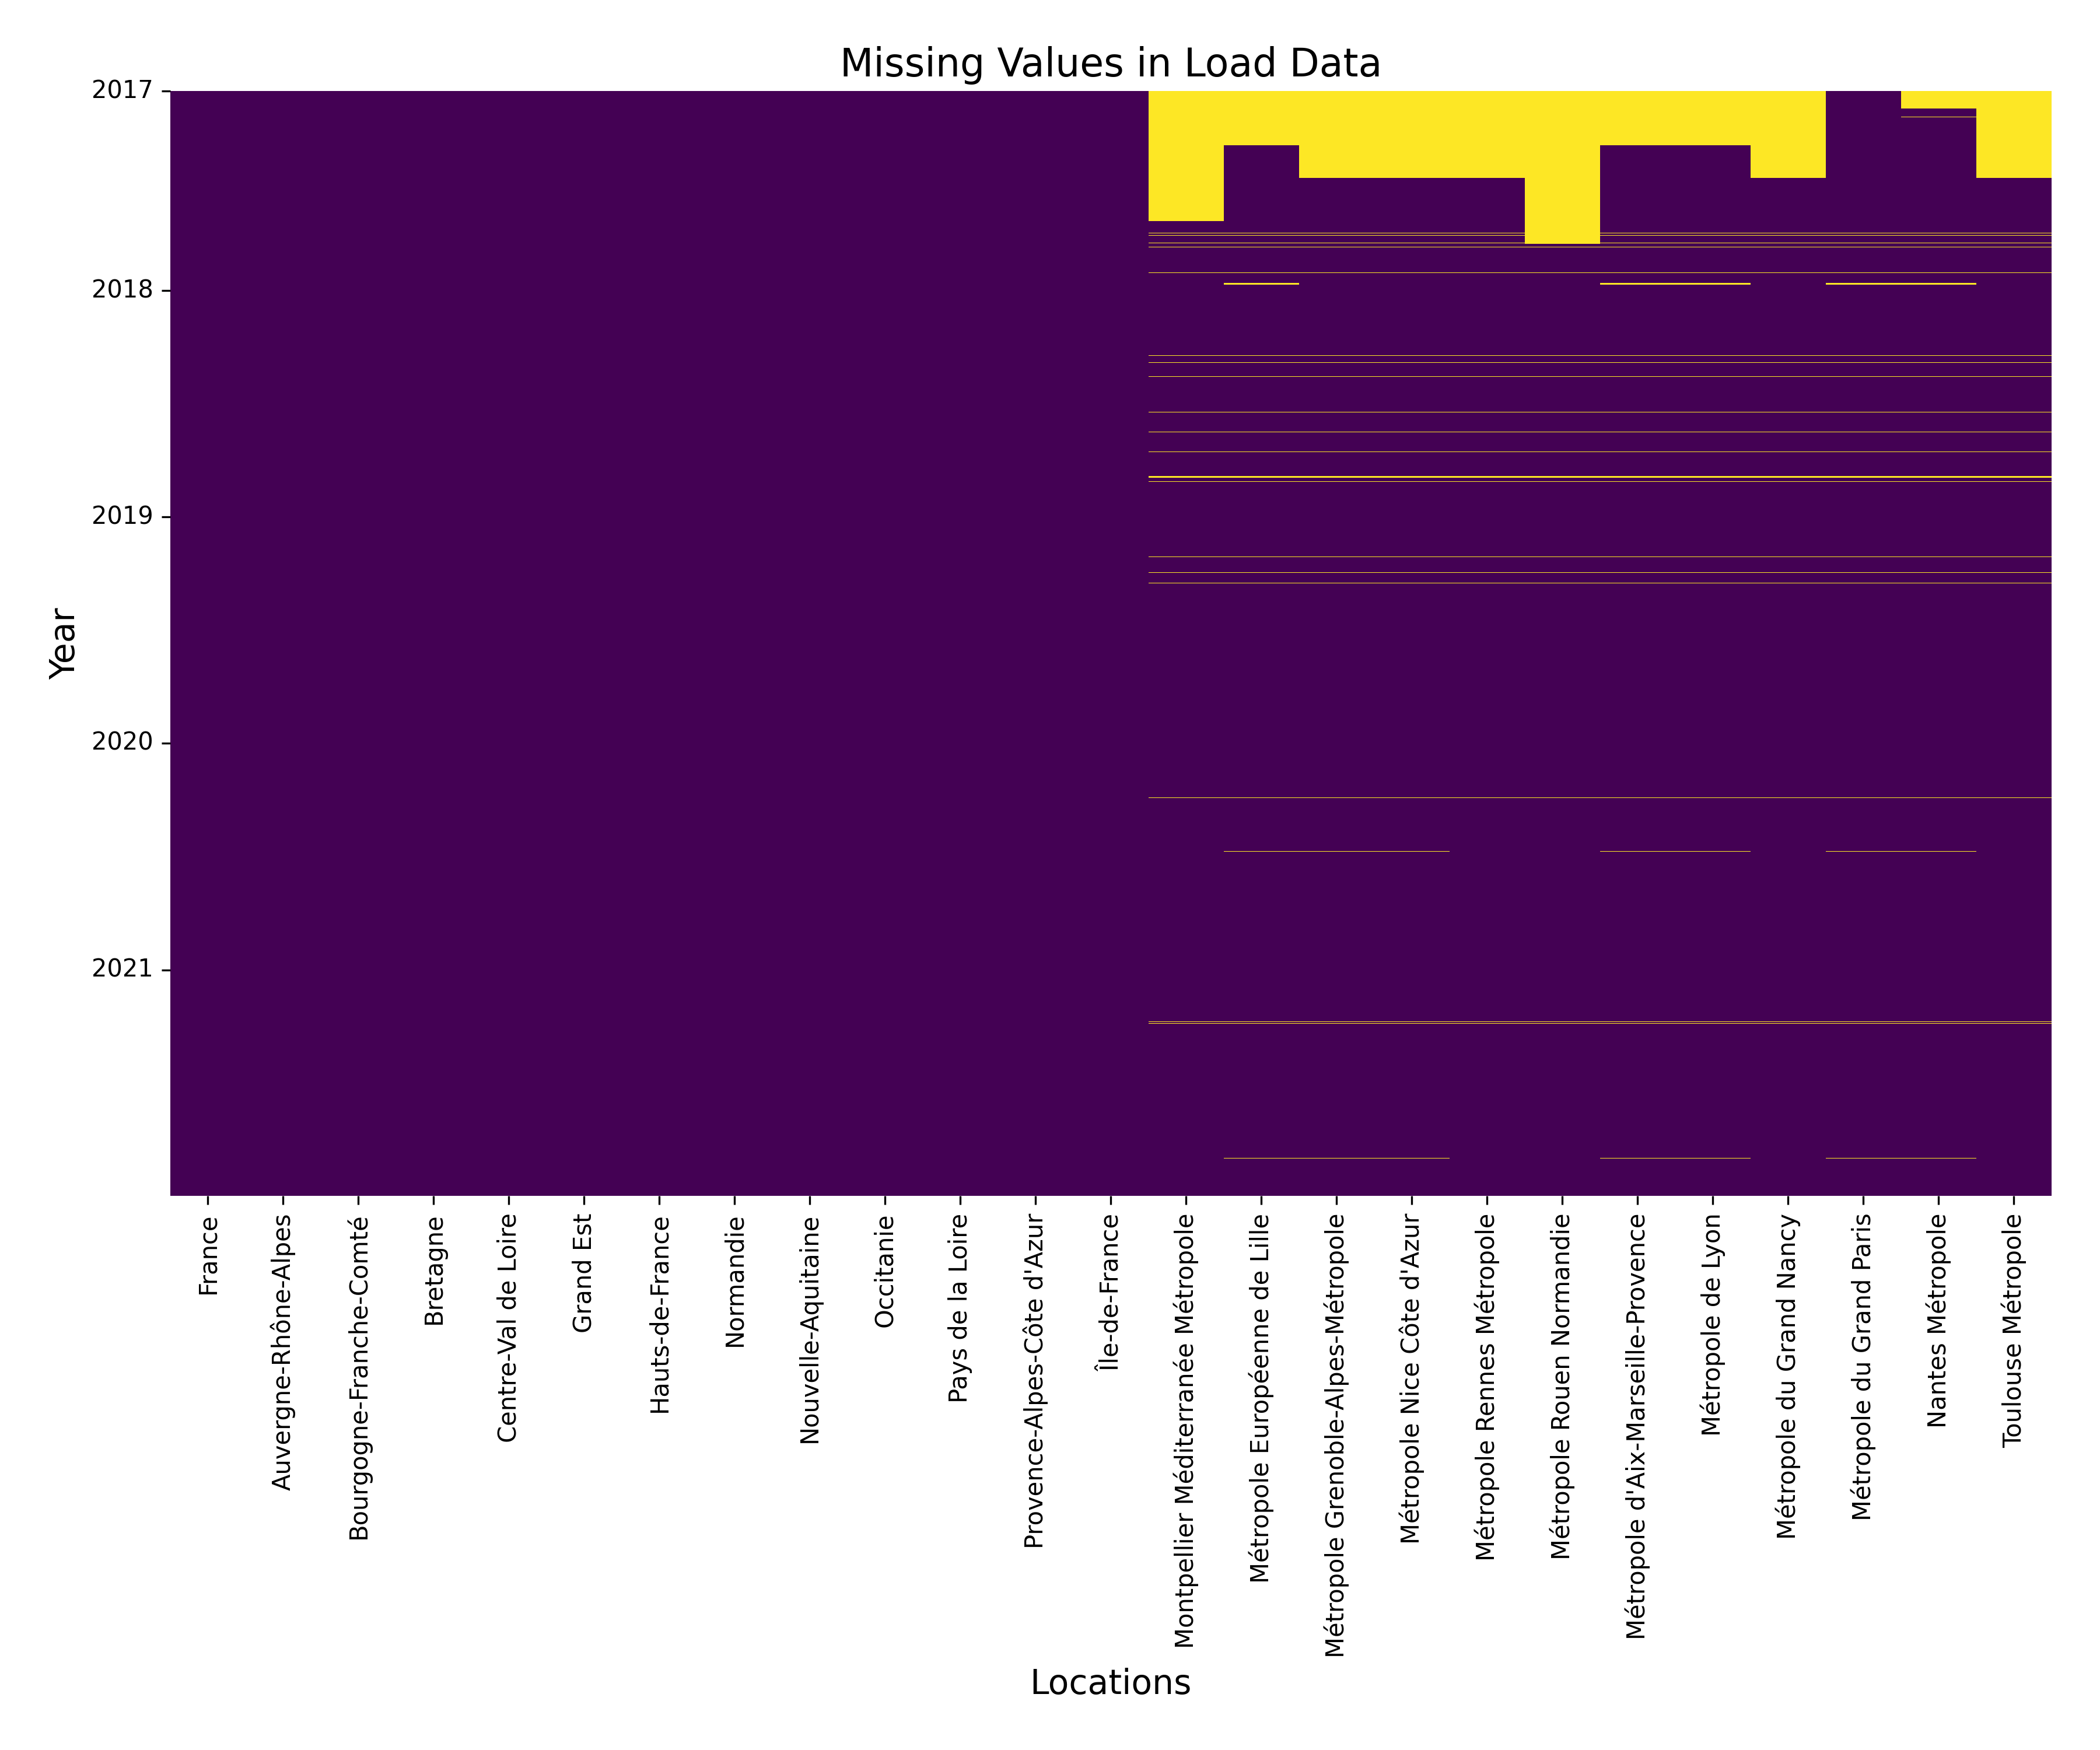 Missing Values in Load Data
2017
2018
2019
2020
2021
Year
France
Auvergne-Rhône-Alpes
Bourgogne-Franche-Comté
Bretagne
Centre-Val de Loire
Grand Est
Hauts-de-France
Normandie
Nouvelle-Aquitaine
Occitanie
Pays de la Loire
Provence-Alpes-Côte d'Azur
Île-de-France
Montpellier Méditerranée Métropole
Métropole Européenne de Lille
Métropole Grenoble-Alpes-Métropole
Métropole Nice Côte d'Azur
Métropole Rennes Métropole
Métropole Rouen Normandie
Métropole d'Aix-Marseille-Provence
Métropole de Lyon
Métropole du Grand Nancy
Métropole du Grand Paris
Nantes Métropole
Toulouse Métropole
Locations